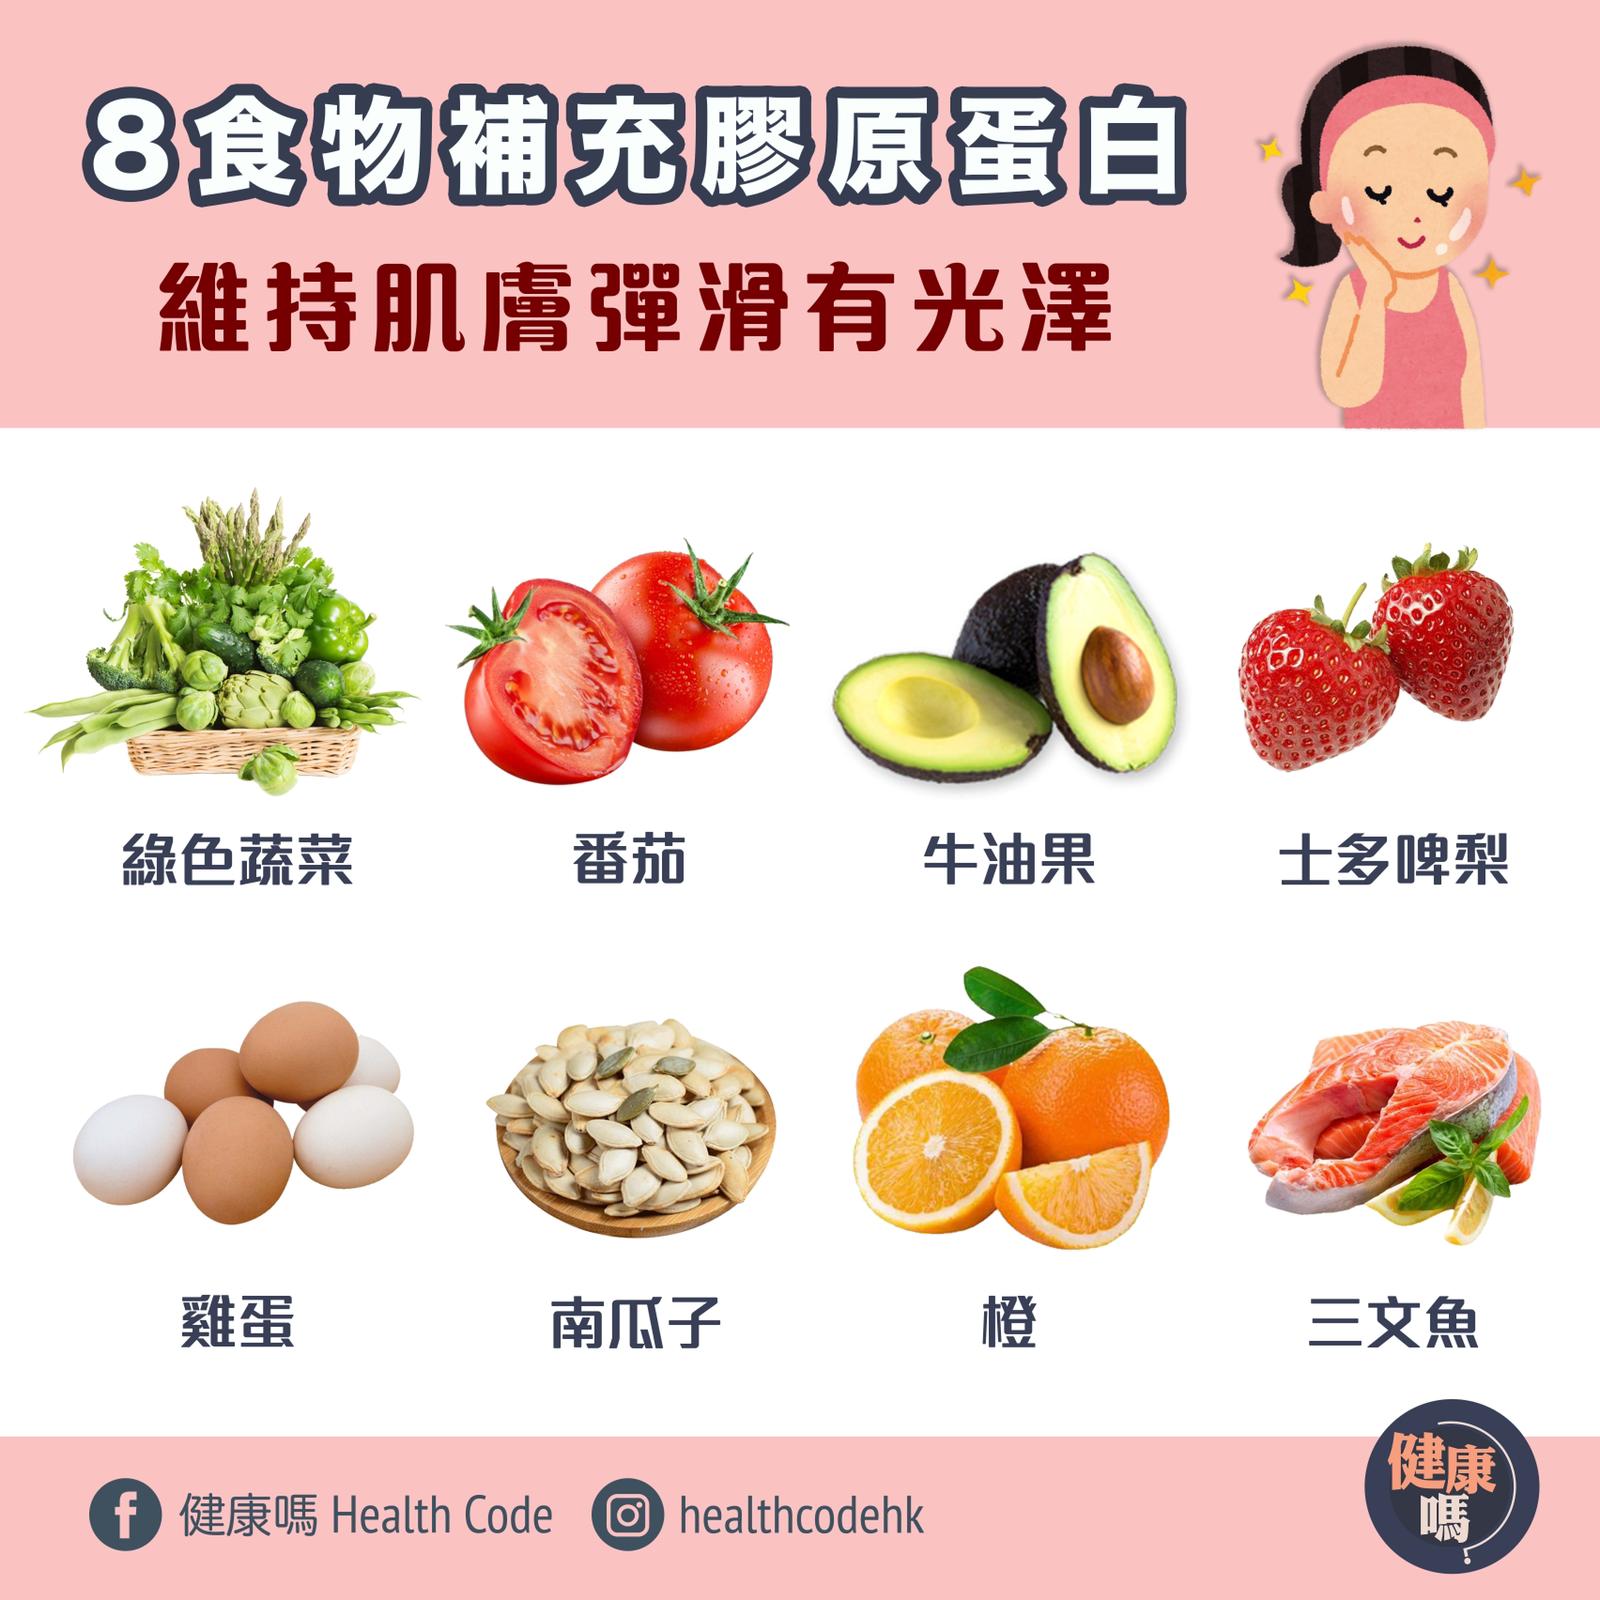 8食物補充膠原蛋白
維持肌膚彈滑有光澤
綠色蔬菜
番茄
牛油果
士多啤梨
雞蛋
南瓜子
橙
三文魚
健康嗎 Health Code
healthcodehk
健康
嗎